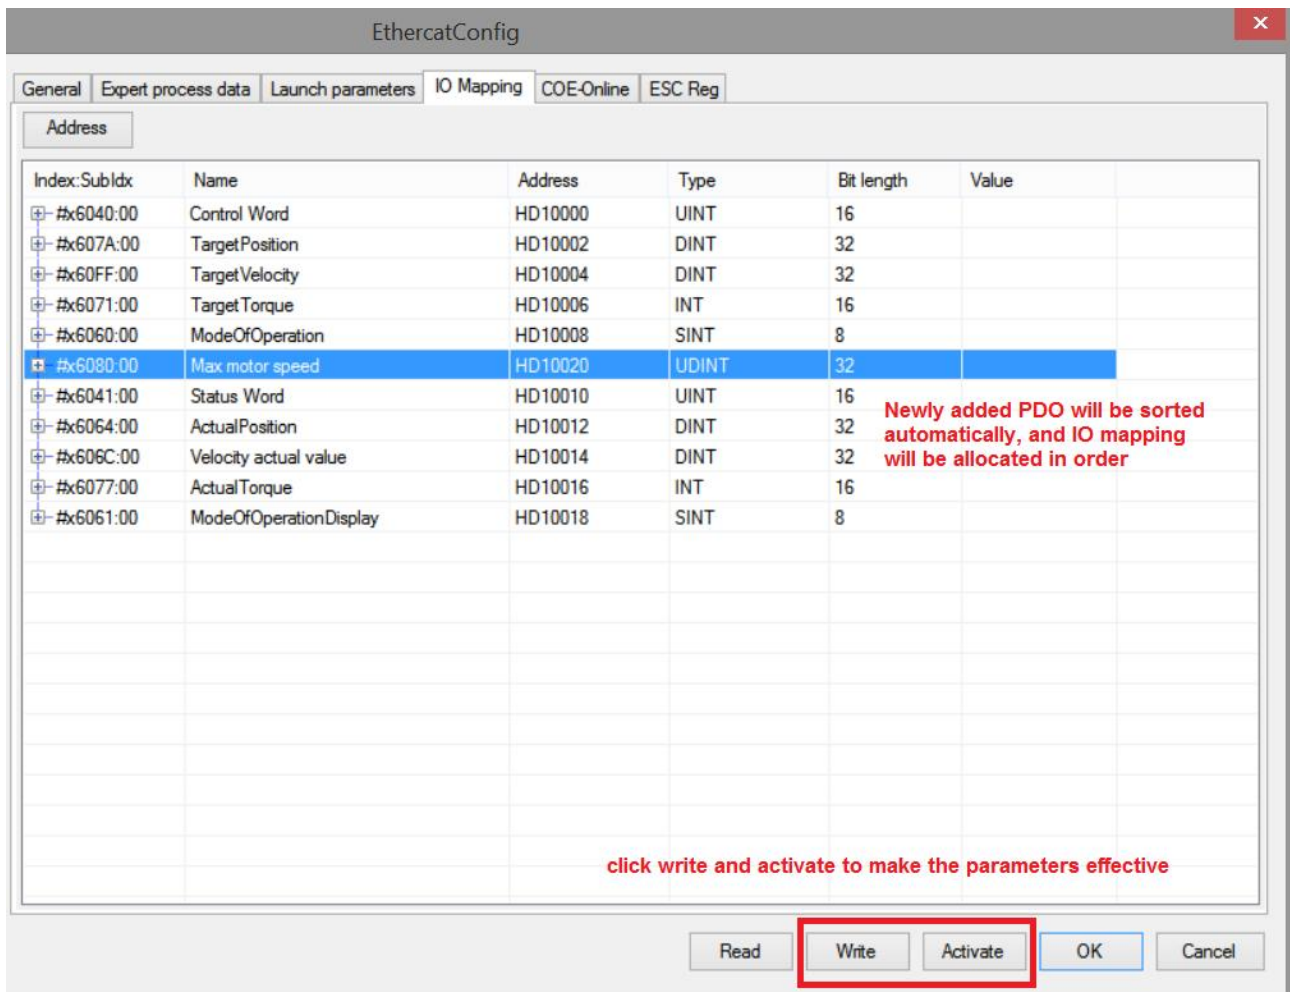 EthercatConfig
General Expert process data Launch parameters IO Mapping COE-Online ESC Reg
Address
Index:SubIdx Name Address Type Bit length Value
#x6040:00 Control Word HD10000 UINT 16
#x607A:00 TargetPosition HD10002 DINT 32
#x60FF:00 TargetVelocity HD10004 DINT 32
#x6071:00 TargetTorque HD10006 INT 16
#x6060:00 ModeOfOperation HD10008 SINT 8
#x6080:00 Max motor speed HD10020 UDINT 32
#x6041:00 Status Word HD10010 UINT 16
#x6064:00 ActualPosition HD10012 DINT 32
#x606C:00 Velocity actual value HD10014 DINT 32
#x6077:00 ActualTorque HD10016 INT 16
#x6061:00 ModeOfOperationDisplay HD10018 SINT 8
Newly added PDO will be sorted
automatically, and IO mapping
will be allocated in order
click write and activate to make the parameters effective
Read Write Activate OK Cancel